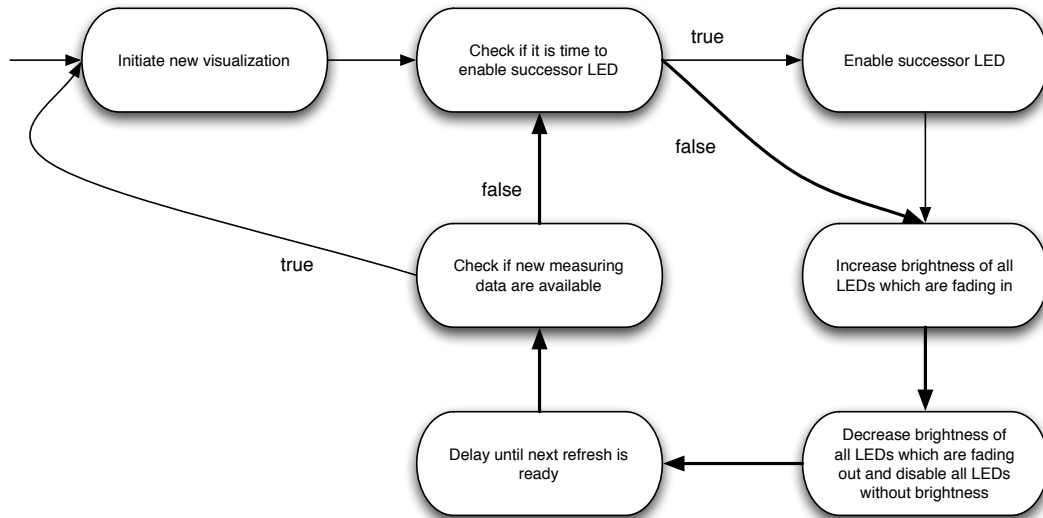 Initiate new visualization
Check if it is time to
enable successor LED
true
Enable successor LED
false
false
true
Check if new measuring
data are available
Increase brightness of all
LEDs which are fading in
Delay until next refresh is
ready
Decrease brightness of
all LEDs which are fading
out and disable all LEDs
without brightness